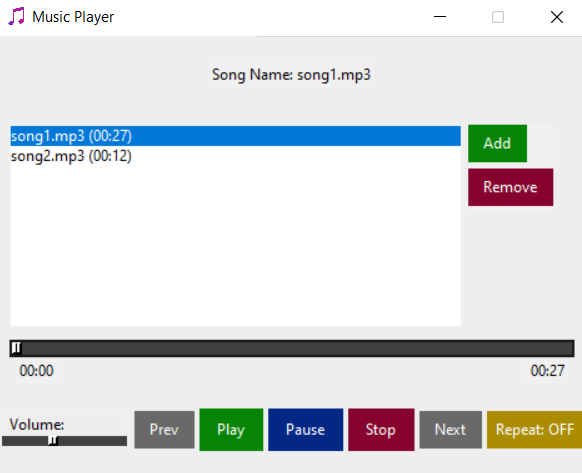 Music Player
Song Name: song1.mp3
song1.mp3 (00:27)
song2.mp3 (00:12)
Add
Remove
00:00 00:27
Volume:
Prev Play Pause Stop Next Repeat: OFF